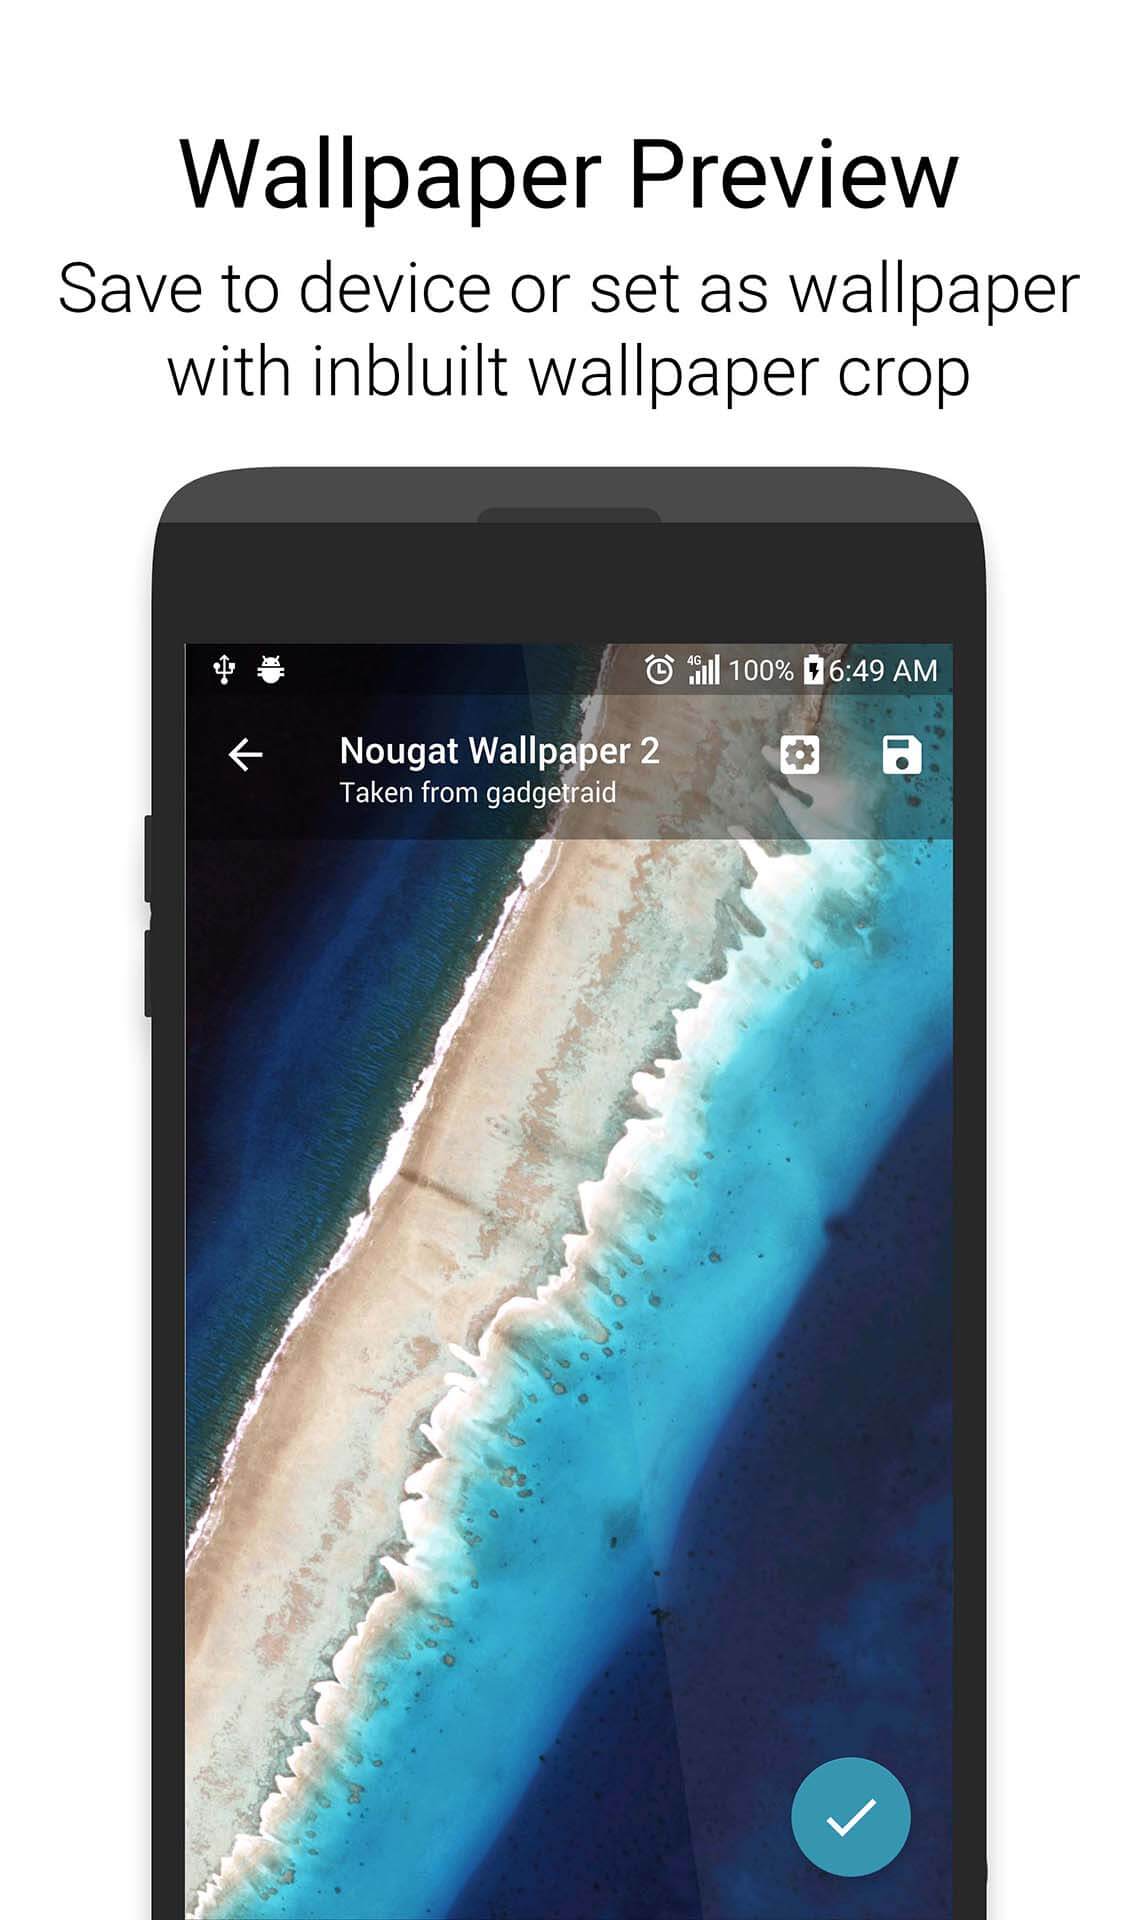 Wallpaper Preview
Save to device or set as wallpaper
with inbluilt wallpaper crop
4G 100% 6:49 AM
Nougat Wallpaper 2
Taken from gadgetraid